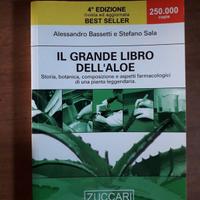 4ª EDIZIONE
rivista ed aggiornata
BEST SELLER
250.000
copie
Alessandro Bassetti e Stefano Sala
IL GRANDE LIBRO
DELL'ALOE
Storia, botanica, composizione e aspetti farmacologici
di una pianta leggendaria.
ZUCCARI